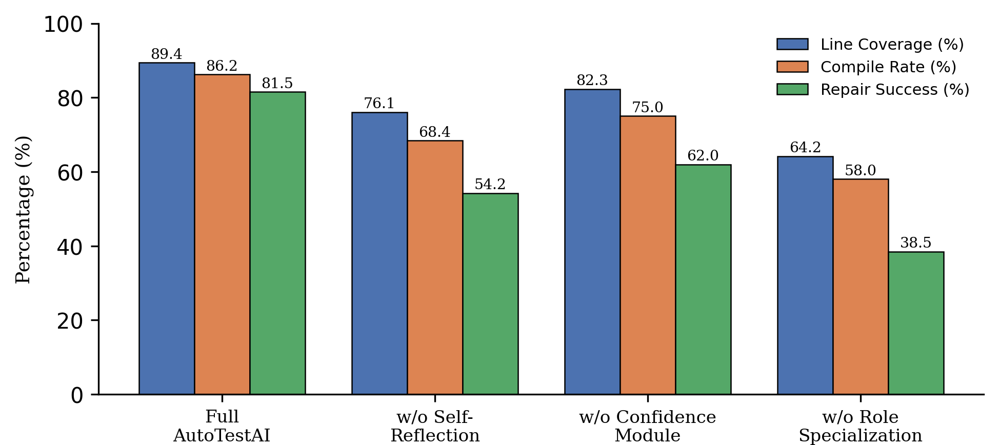 100
80
60
40
20
0
Percentage (%)
Line Coverage (%)
Compile Rate (%)
Repair Success (%)
89.4
86.2
81.5
76.1
68.4
54.2
82.3
75.0
62.0
64.2
58.0
38.5
Full
AutoTestAI
w/o Self-
Reflection
w/o Confidence
Module
w/o Role
Specialization